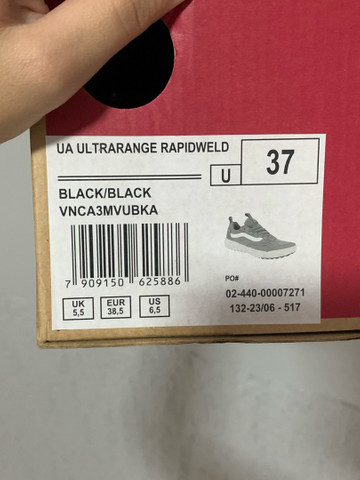 UA ULTRARANGE RAPIDWELD
U 37
BLACK/BLACK
VNCA3MVUBKA
7 909150 625886
UK EUR US
5,5 38,5 6,5
PO#
02-440-00007271
132-23/06 - 517